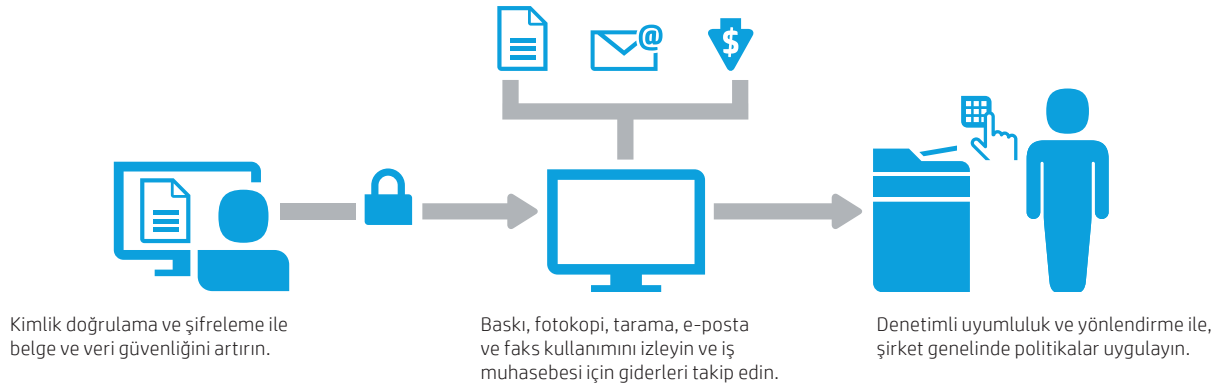 @
$
Kimlik doğrulama ve şifreleme ile
belge ve veri güvenliğini artırın.
Baskı, fotokopi, tarama, e-posta
ve faks kullanımını izleyin ve iş
muhasebesi için giderleri takip edin.
Denetimli uyumluluk ve yönlendirme ile,
şirket genelinde politikalar uygulayın.